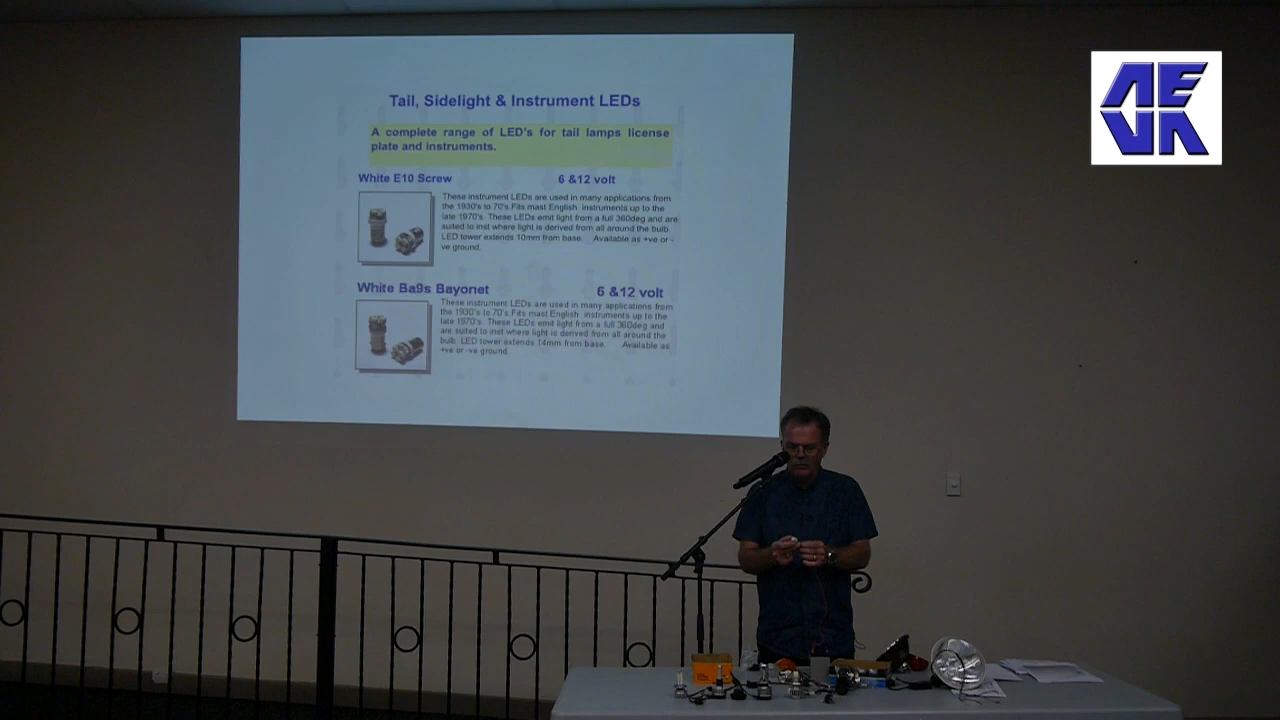 Tail, Sidelight & Instrument LEDs
A complete range of LED's for tail lamps license
plate and instruments.
White E10 Screw 6 &12 volt
These instrument LEDs are used in many applications from
the 1930's to 70's.Fits mast English instruments up to the
late 1970's. These LEDs emit light from a full 360deg and are
suited to inst where light is derived from all around the bulb.
LED tower extends 10mm from base. Available as +ve or -
ve ground.
White Ba9s Bayonet 6 &12 volt
These instrument LEDs are used in many applications from
the 1930's to 70's.Fits mast English instruments up to the
late 1970's. These LEDs emit light from a full 360deg and
are suited to inst where light is derived from all around the
bulb. LED tower extends 14mm from base. Available as
+ve or -ve ground.